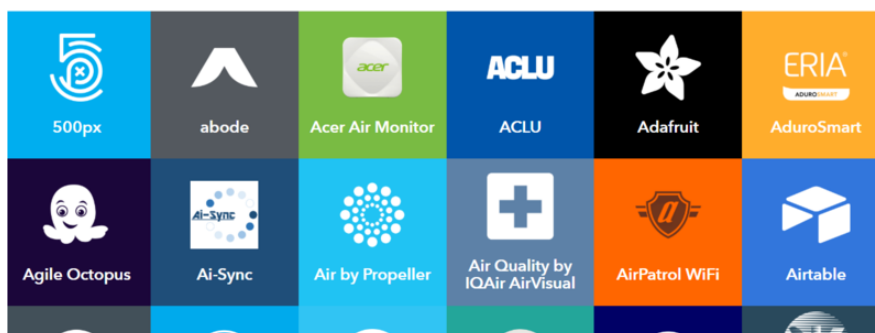 5
500px
abode
acer
Acer Air Monitor
ACLU
ACLU
Adafruit
ERIA
ADUROSMART
AduroSmart
Agile Octopus
Ai-Sync
Ai-Sync
Air by Propeller
Air Quality by
IQAir AirVisual
a
AirPatrol WiFi
Airtable